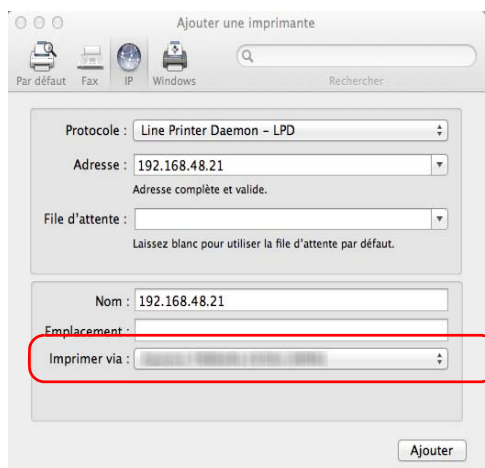 Ajouter une imprimante
Par défaut Fax IP Windows Rechercher
Protocole : Line Printer Daemon – LPD
Adresse : 192.168.48.21
Adresse complète et valide.
File d'attente :
Laissez blanc pour utiliser la file d'attente par défaut.
Nom : 192.168.48.21
Emplacement :
Imprimer via :
Ajouter